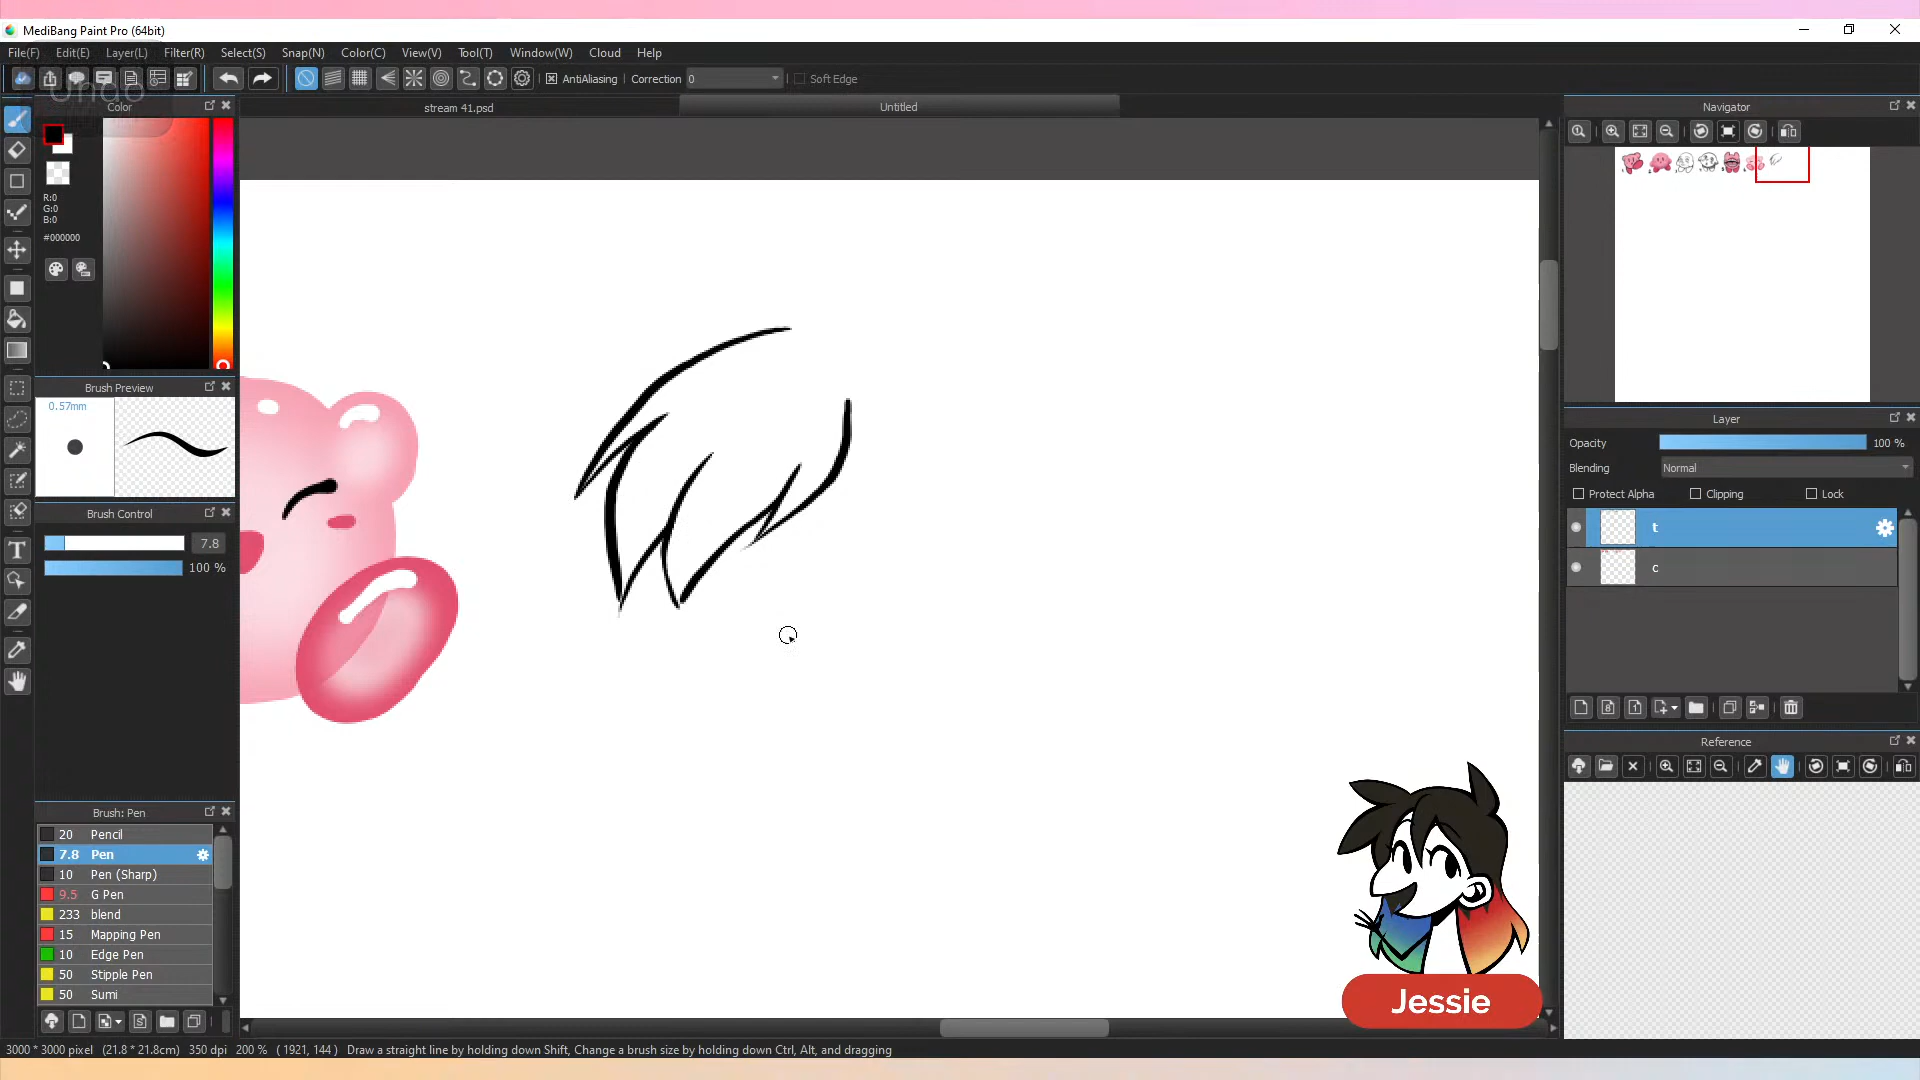 MediBang Paint Pro (64bit)
File(F) Edit(E) Layer(L) Filter(R) Select(S) Snap(N) Color(C) View(V) Tool(T) Window(W) Cloud Help
Undo
AntiAliasing Correction 0 Soft Edge
Color
stream 41.psd
Untitled
Navigator
R:0
G:0
B:0
#000000
Brush Preview
0.57mm
Brush Control
7.8
100 %
Brush: Pen
20 Pencil
7.8 Pen
10 Pen (Sharp)
9.5 G Pen
233 blend
15 Mapping Pen
10 Edge Pen
50 Stipple Pen
50 Sumi
Layer
Opacity 100 %
Blending Normal
Protect Alpha Clipping Lock
t
c
Reference
Jessie
3000 * 3000 pixel (21.8 * 21.8cm) 350 dpi 200 % ( 1921, 144 ) Draw a straight line by holding down Shift, Change a brush size by holding down Ctrl, Alt, and dragging